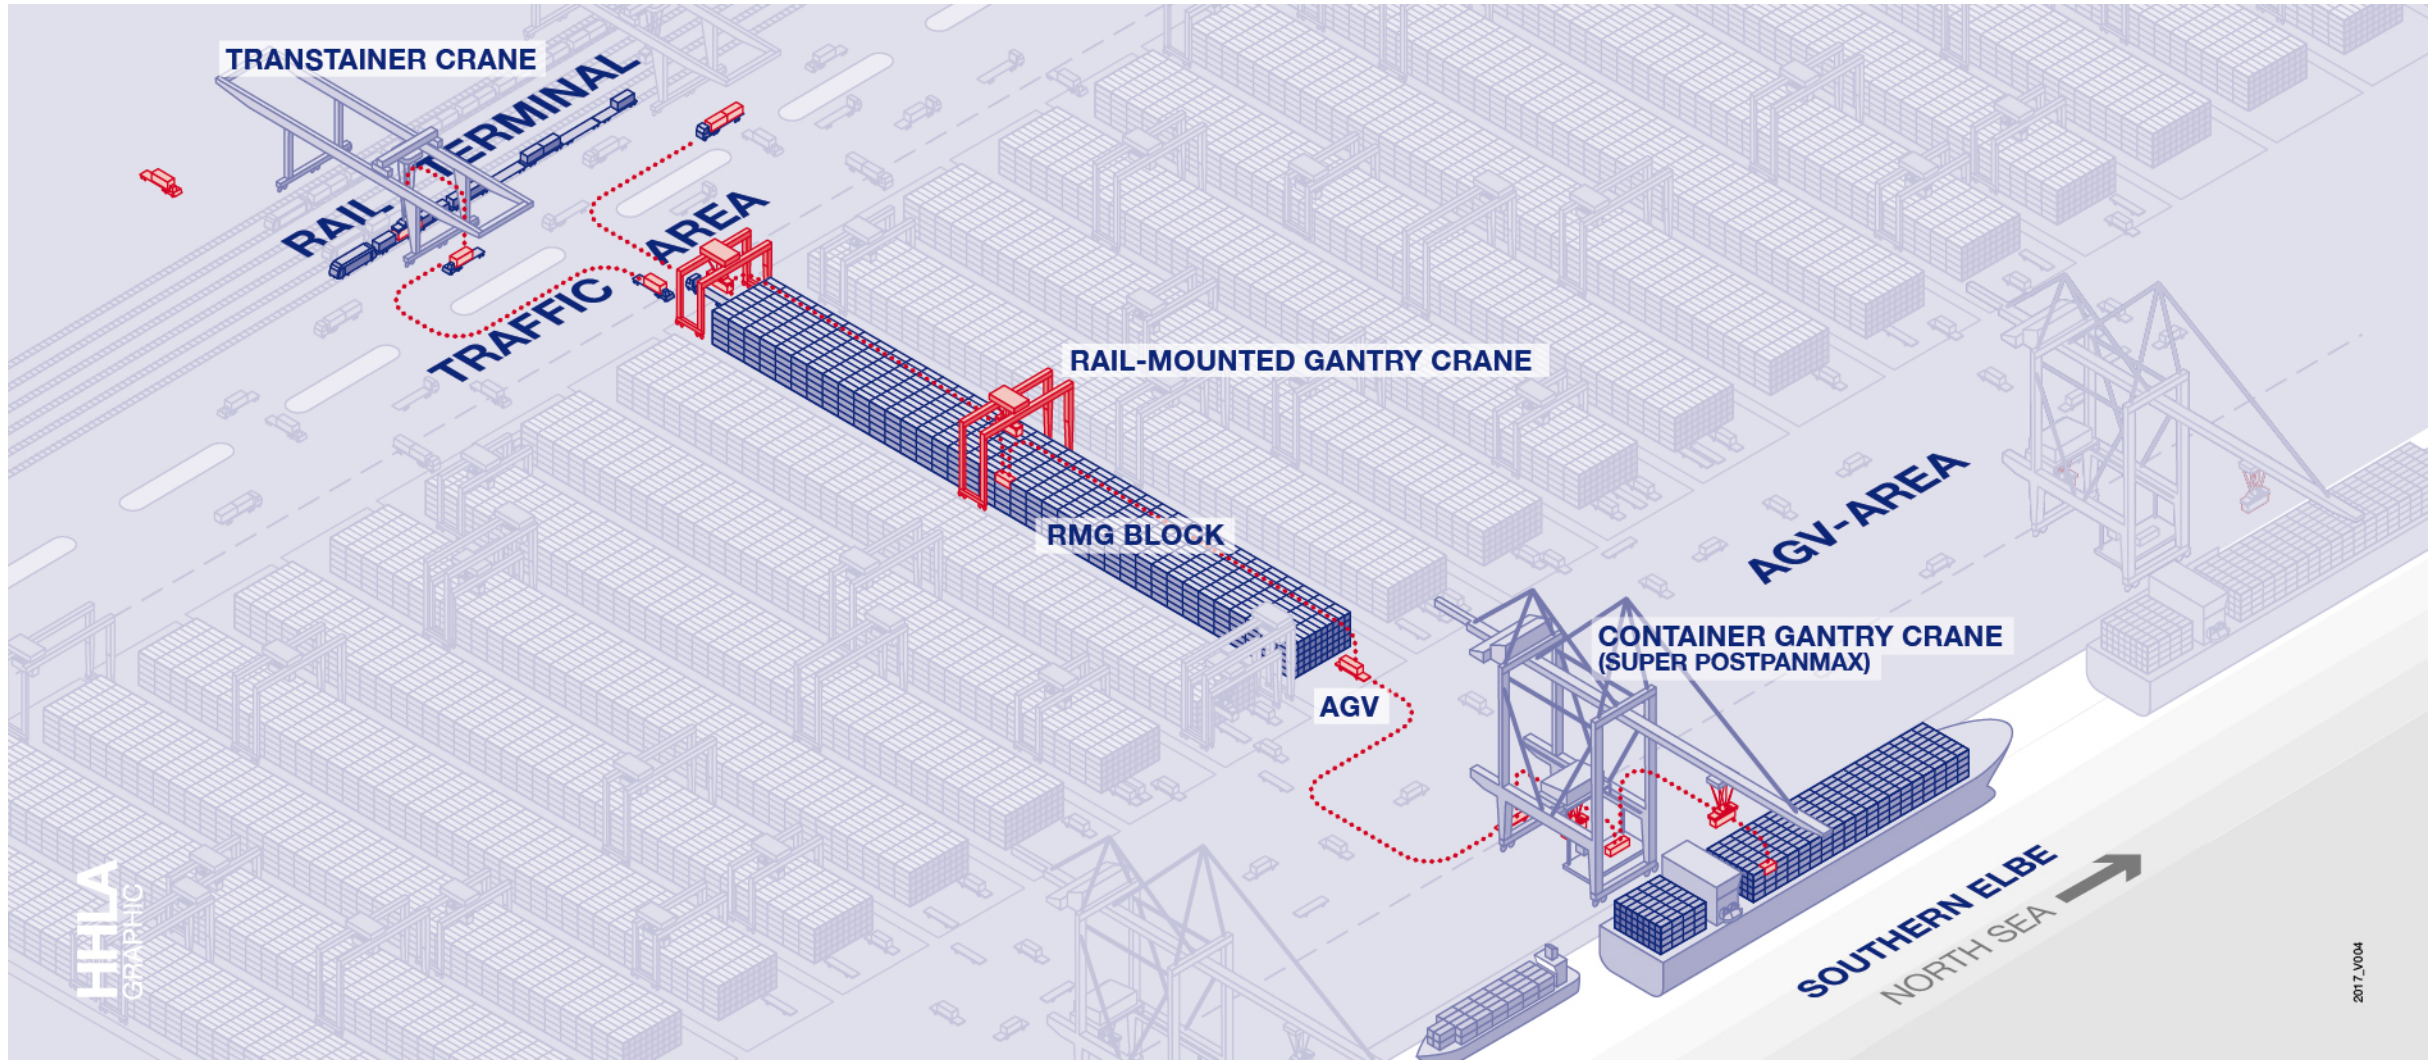 TRANSTAINER CRANE
RAIL TERMINAL
TRAFFIC AREA
RAIL-MOUNTED GANTRY CRANE
RMG BLOCK
AGV-AREA
CONTAINER GANTRY CRANE
(SUPER POSTPANMAX)
AGV
SOUTHERN ELBE
NORTH SEA
HHLA
GRAPHIC
2017_V004